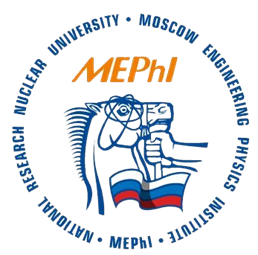 NATIONAL RESEARCH NUCLEAR UNIVERSITY • MOSCOW ENGINEERING PHYSICS INSTITUTE •
MEPhI
• MEPhI •